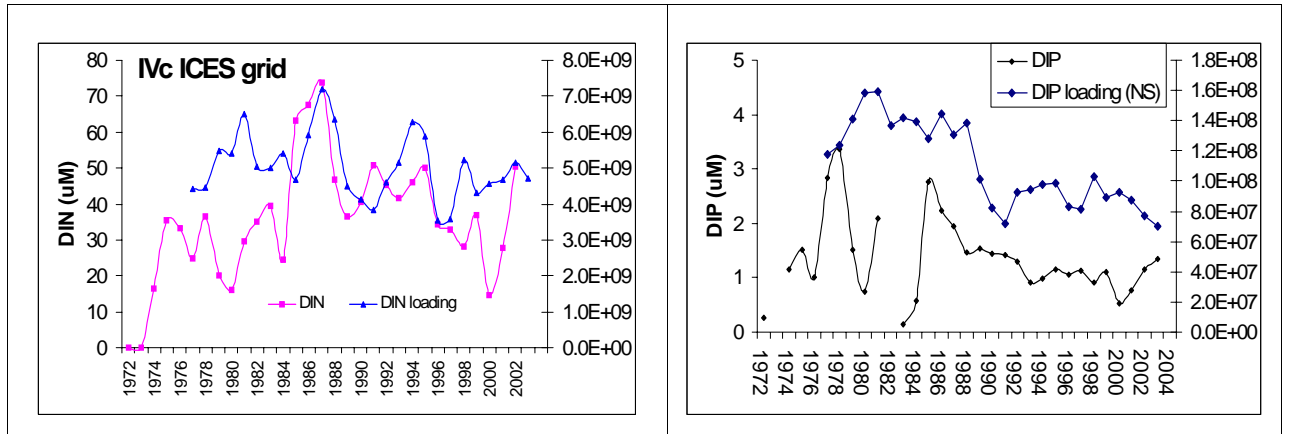 IVc ICES grid
DIN (uM)
80
70
60
50
40
30
20
10
0
8.0E+09
7.0E+09
6.0E+09
5.0E+09
4.0E+09
3.0E+09
2.0E+09
1.0E+09
0.0E+00
DIN
DIN loading
1972
1974
1976
1978
1980
1982
1984
1986
1988
1990
1992
1994
1996
1998
2000
2002
DIP
DIP loading (NS)
DIP (uM)
5
4
3
2
1
0
1.8E+08
1.6E+08
1.4E+08
1.2E+08
1.0E+08
8.0E+07
6.0E+07
4.0E+07
2.0E+07
0.0E+00
1972
1974
1976
1978
1980
1982
1984
1986
1988
1990
1992
1994
1996
1998
2000
2002
2004